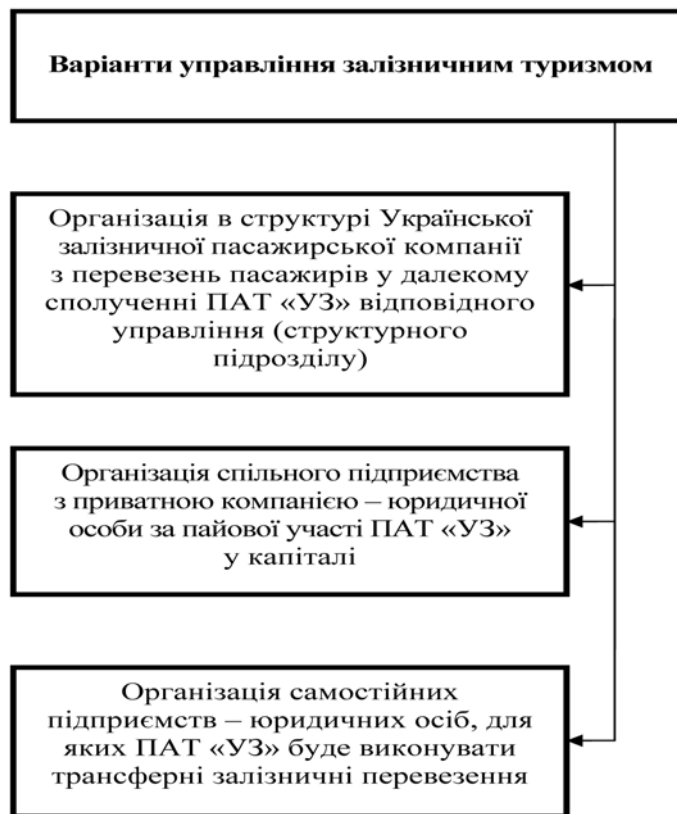 Варіанти управління залізничним туризмом
Організація в структурі Української
залізничної пасажирської компанії
з перевезень пасажирів у далекому
сполученні ПАТ «УЗ» відповідного
управління (структурного
підрозділу)
Організація спільного підприємства
з приватною компанією – юридичної
особи за пайової участі ПАТ «УЗ»
у капіталі
Організація самостійних
підприємств – юридичних осіб, для
яких ПАТ «УЗ» буде виконувати
трансферні залізничні перевезення